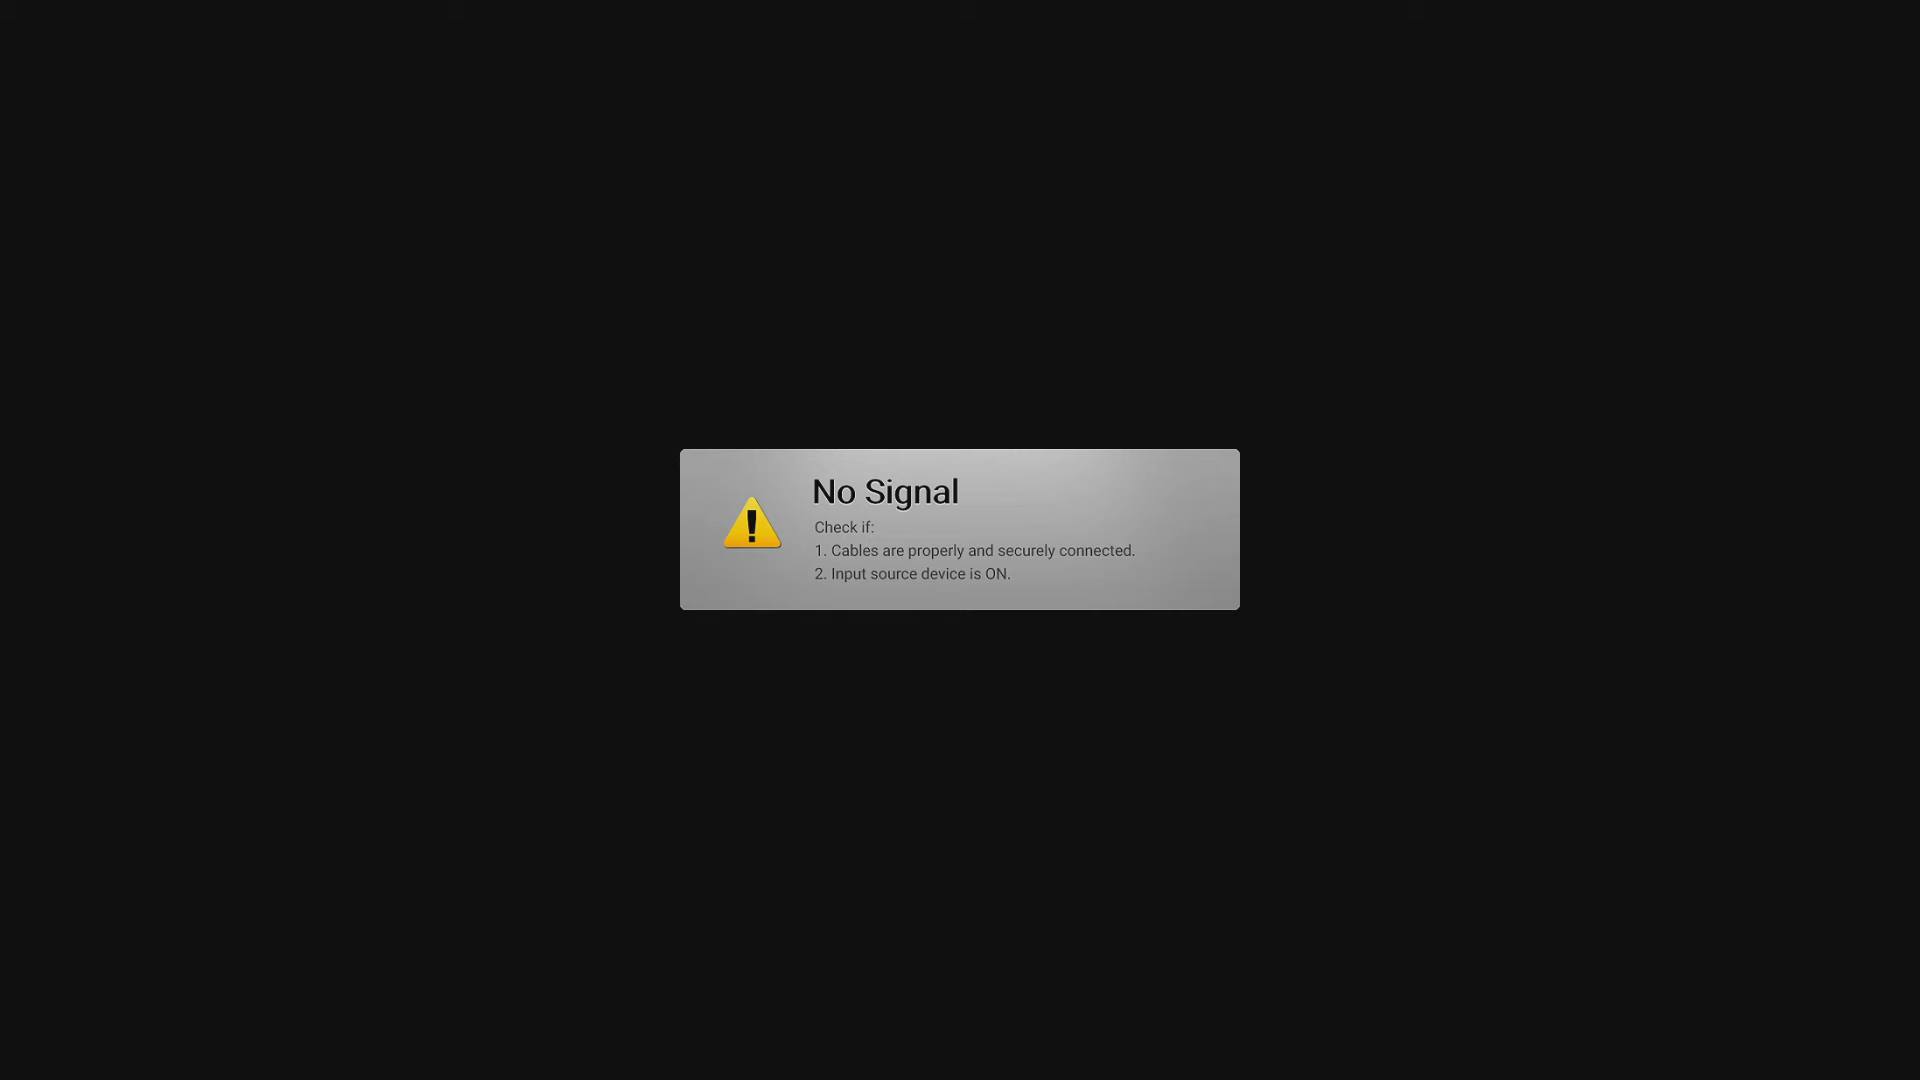 No Signal
Check if:
1. Cables are properly and securely connected.
2. Input source device is ON.